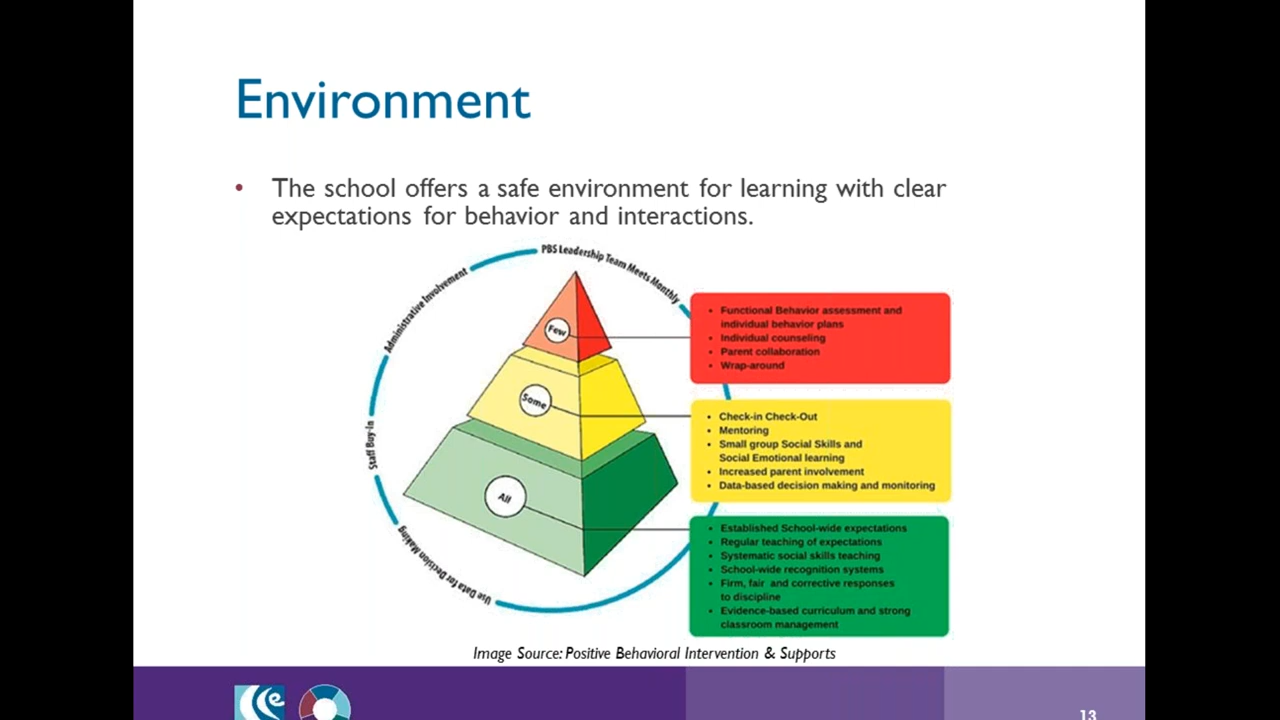 Environment
• The school offers a safe environment for learning with clear
expectations for behavior and interactions.
PBS Leadership Team Meets Monthly
Administrative Involvement
Staff Buy-In
Use Data for Decision Making
Few
• Functional Behavior assessment and
individual behavior plans
• Individual counseling
• Parent collaboration
• Wrap-around
Some
• Check-in Check-Out
• Mentoring
• Small group Social Skills and
Social Emotional learning
• Increased parent involvement
• Data-based decision making and monitoring
All
• Established School-wide expectations
• Regular teaching of expectations
• Systematic social skills teaching
• School-wide recognition systems
• Firm, fair and corrective responses
to discipline
• Evidence-based curriculum and strong
classroom management
Image Source: Positive Behavioral Intervention & Supports
13